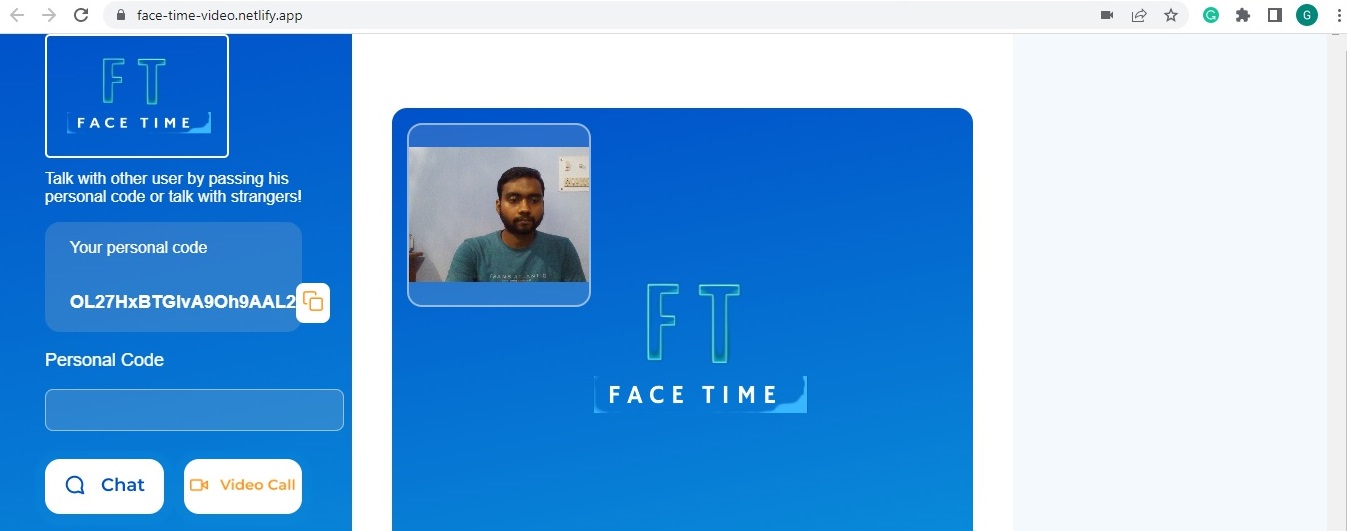 face-time-video.netlify.app
G
FT
FACE TIME
Talk with other user by passing his
personal code or talk with strangers!
Your personal code
Personal Code
Chat
Video Call
FT
FACE TIME